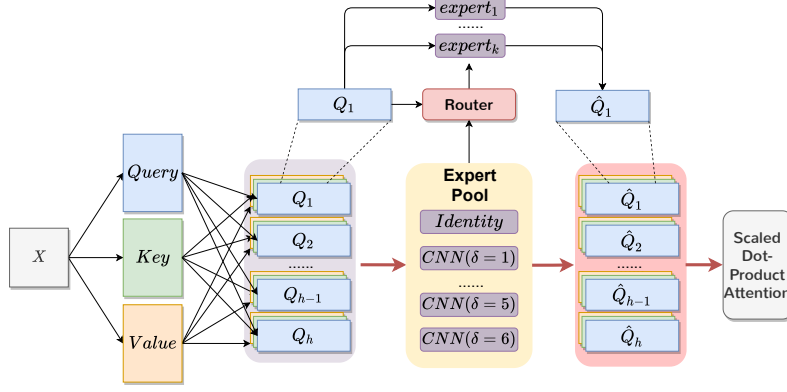 expert₁
......
expertₖ
Q₁
Router
Q̂₁
Query
Key
Value
X
Q₁
Q₂
......
Qₕ₋₁
Qₕ
Expert
Pool
Identity
CNN(δ = 1)
......
CNN(δ = 5)
CNN(δ = 6)
Q̂₁
Q̂₂
......
Q̂ₕ₋₁
Q̂ₕ
Scaled
Dot-
Product
Attention